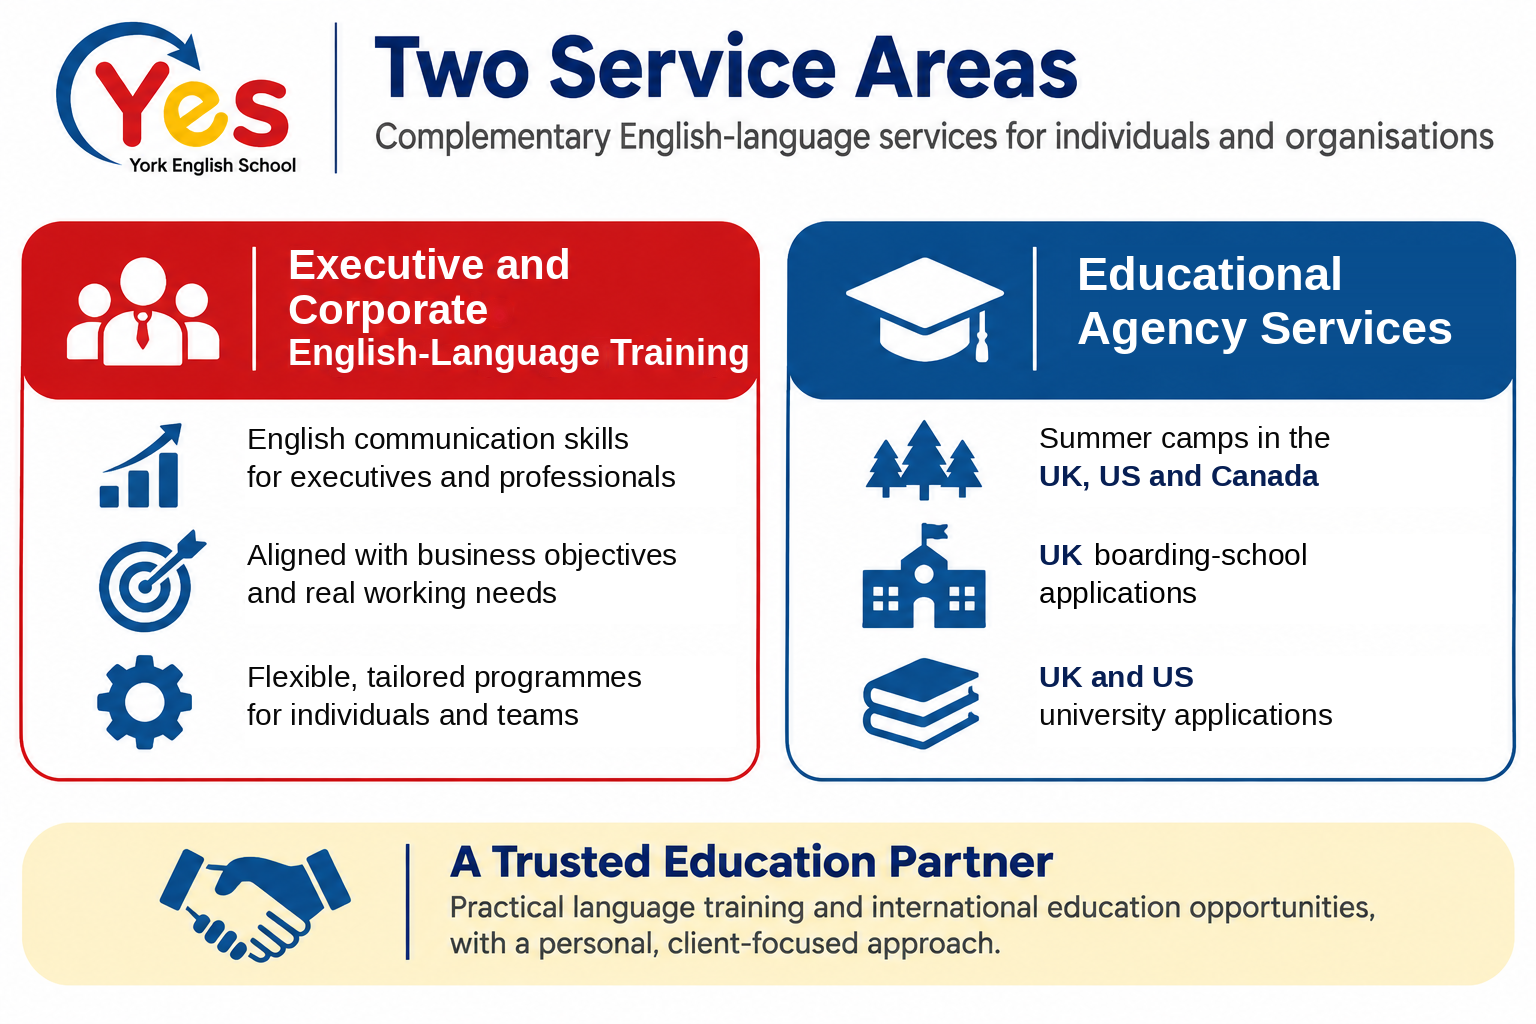 Yes
York English School
Two Service Areas
Complementary English-language services for individuals and organisations
Executive and
Corporate
English-Language Training
English communication skills
for executives and professionals
Aligned with business objectives
and real working needs
Flexible, tailored programmes
for individuals and teams
Educational
Agency Services
Summer camps in the
UK, US and Canada
UK boarding-school
applications
UK and US
university applications
A Trusted Education Partner
Practical language training and international education opportunities,
with a personal, client-focused approach.